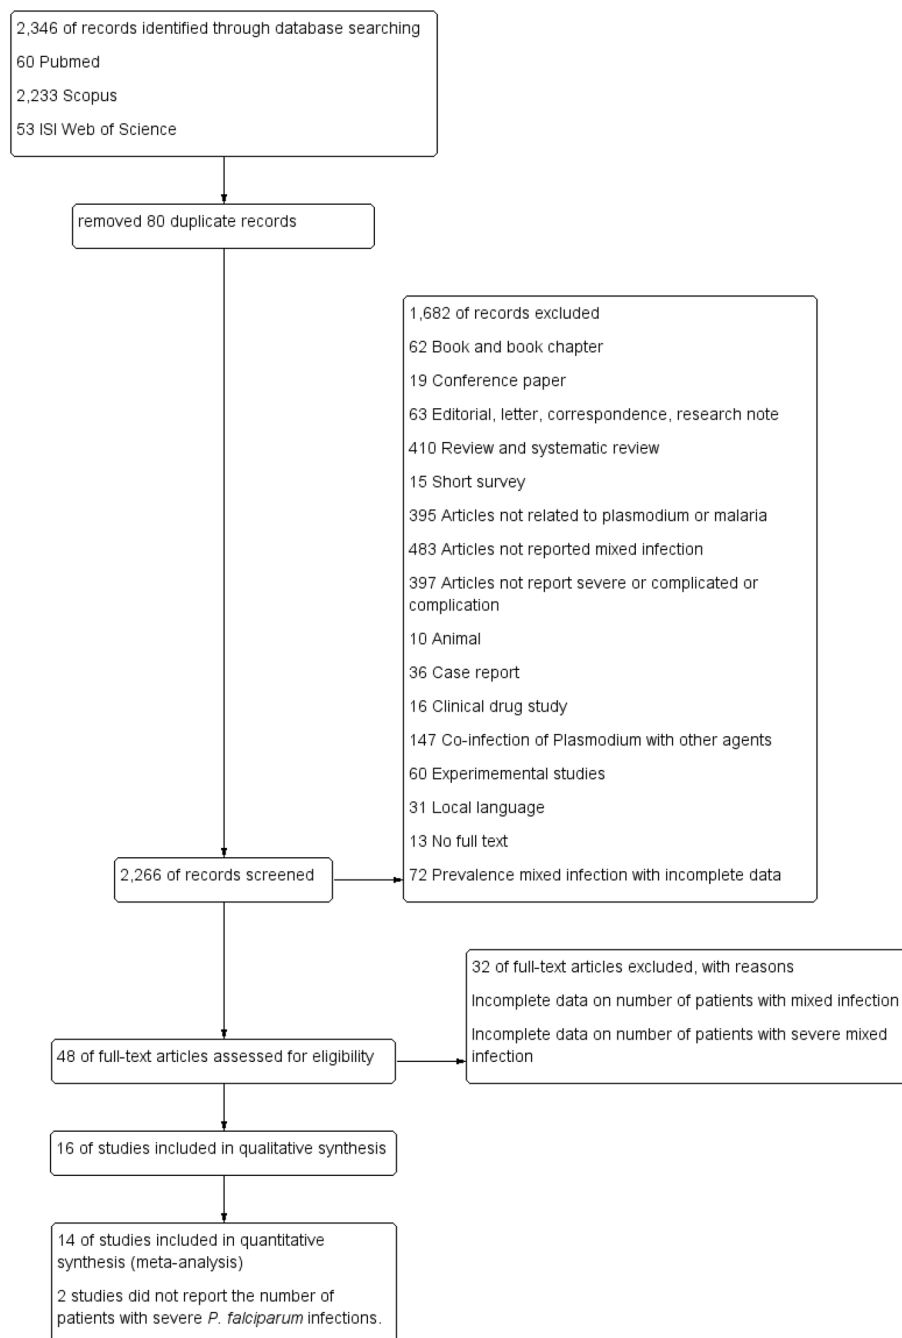 2,346 of records identified through database searching
60 Pubmed
2,233 Scopus
53 ISI Web of Science
removed 80 duplicate records
1,682 of records excluded
62 Book and book chapter
19 Conference paper
63 Editorial, letter, correspondence, research note
410 Review and systematic review
15 Short survey
395 Articles not related to plasmodium or malaria
483 Articles not reported mixed infection
397 Articles not report severe or complicated or
complication
10 Animal
36 Case report
16 Clinical drug study
147 Co-infection of Plasmodium with other agents
60 Experimemental studies
31 Local language
13 No full text
72 Prevalence mixed infection with incomplete data
2,266 of records screened
32 of full-text articles excluded, with reasons
Incomplete data on number of patients with mixed infection
Incomplete data on number of patients with severe mixed
infection
48 of full-text articles assessed for eligibility
16 of studies included in qualitative synthesis
14 of studies included in quantitative
synthesis (meta-analysis)
2 studies did not report the number of
patients with severe P. falciparum infections.